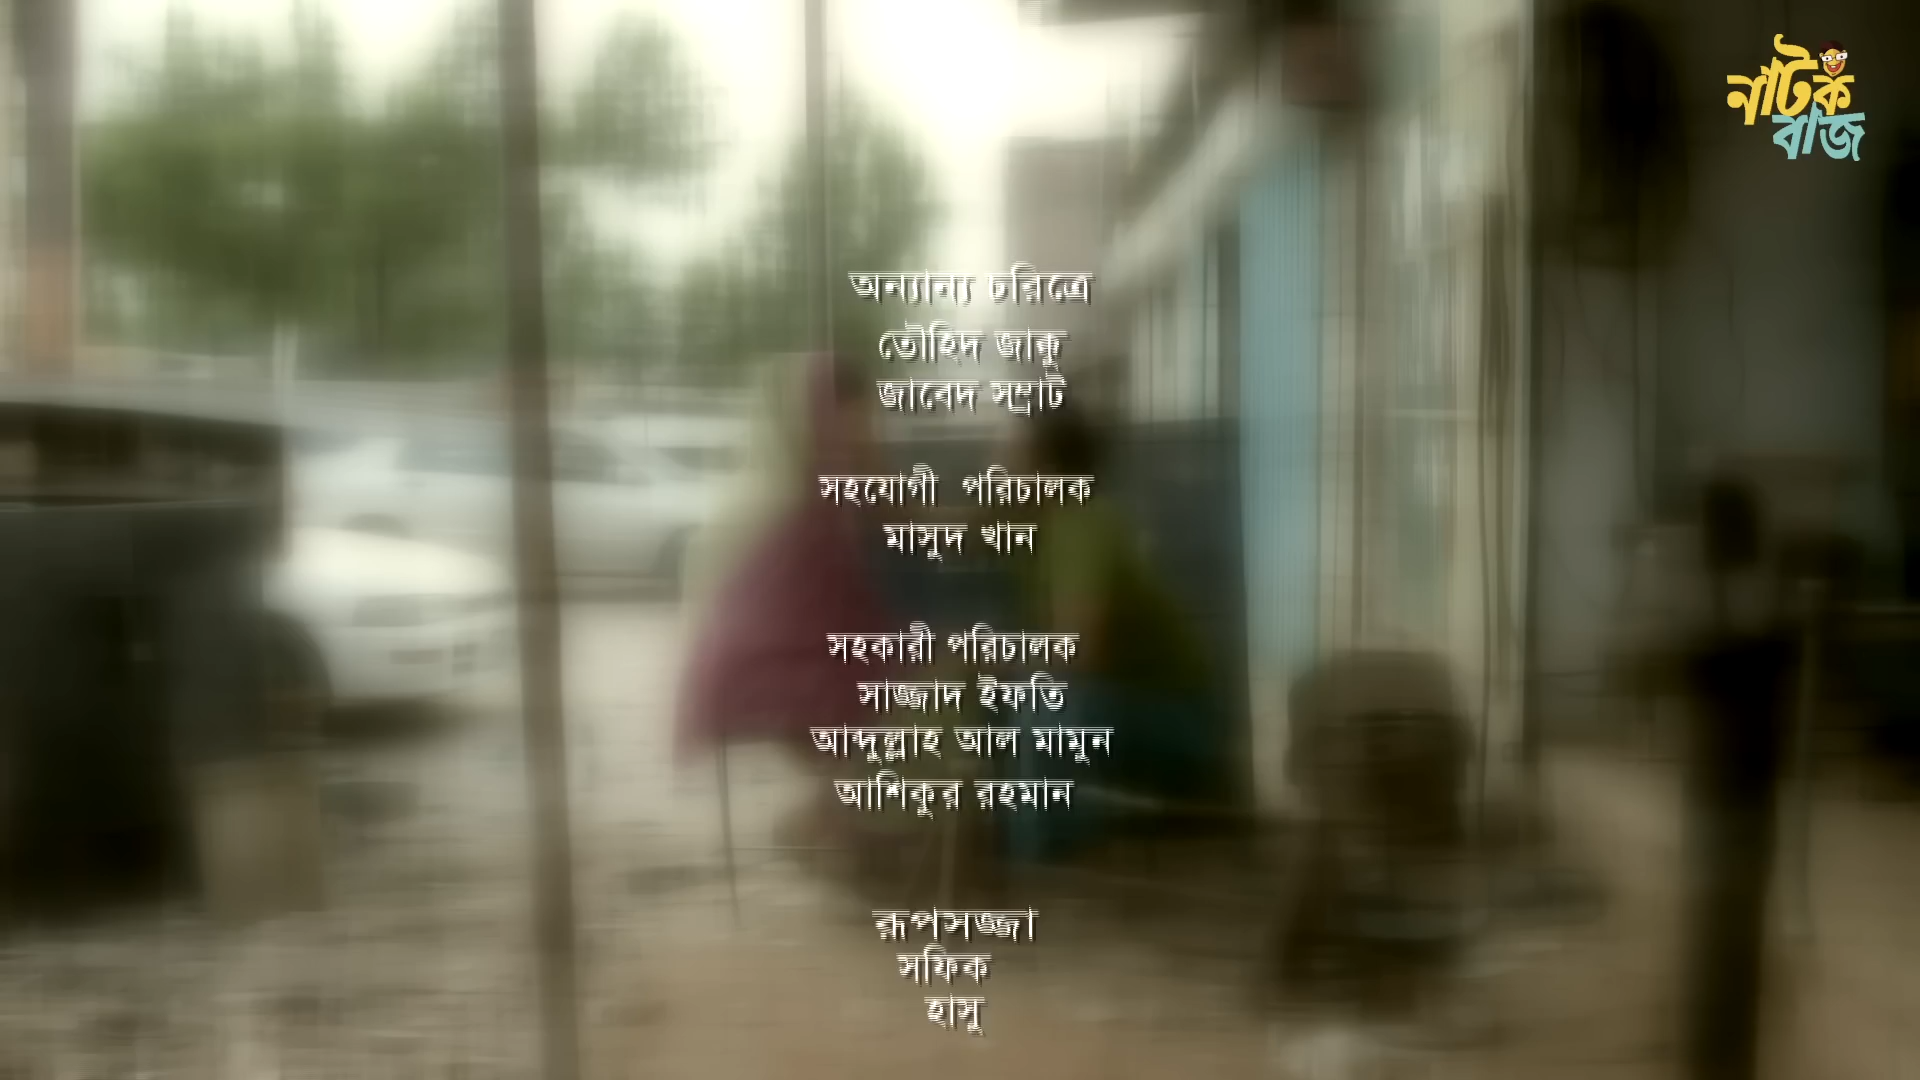 নাটক
বাজ
অন্যান্য চরিত্রে
তৌহিদ জাকু
জাবেদ সম্রাট
সহযোগী পরিচালক
মাসুদ খান
সহকারী পরিচালক
সাজ্জাদ ইফতি
আব্দুল্লাহ আল মামুন
আশিকুর রহমান
রূপসজ্জা
সফিক
হাসু